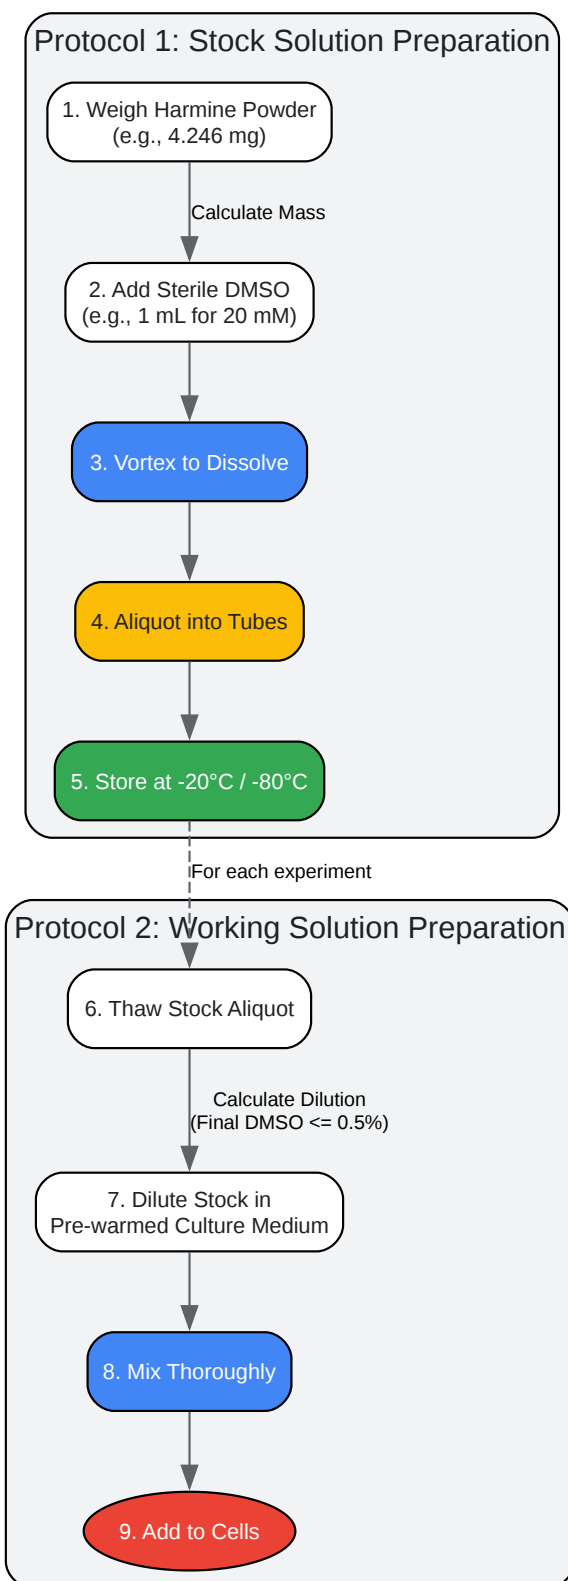 Protocol 1: Stock Solution Preparation
1. Weigh Harmine Powder
(e.g., 4.246 mg)
Calculate Mass
2. Add Sterile DMSO
(e.g., 1 mL for 20 mM)
3. Vortex to Dissolve
4. Aliquot into Tubes
5. Store at -20°C / -80°C
For each experiment
Protocol 2: Working Solution Preparation
6. Thaw Stock Aliquot
Calculate Dilution
(Final DMSO <= 0.5%)
7. Dilute Stock in
Pre-warmed Culture Medium
8. Mix Thoroughly
9. Add to Cells